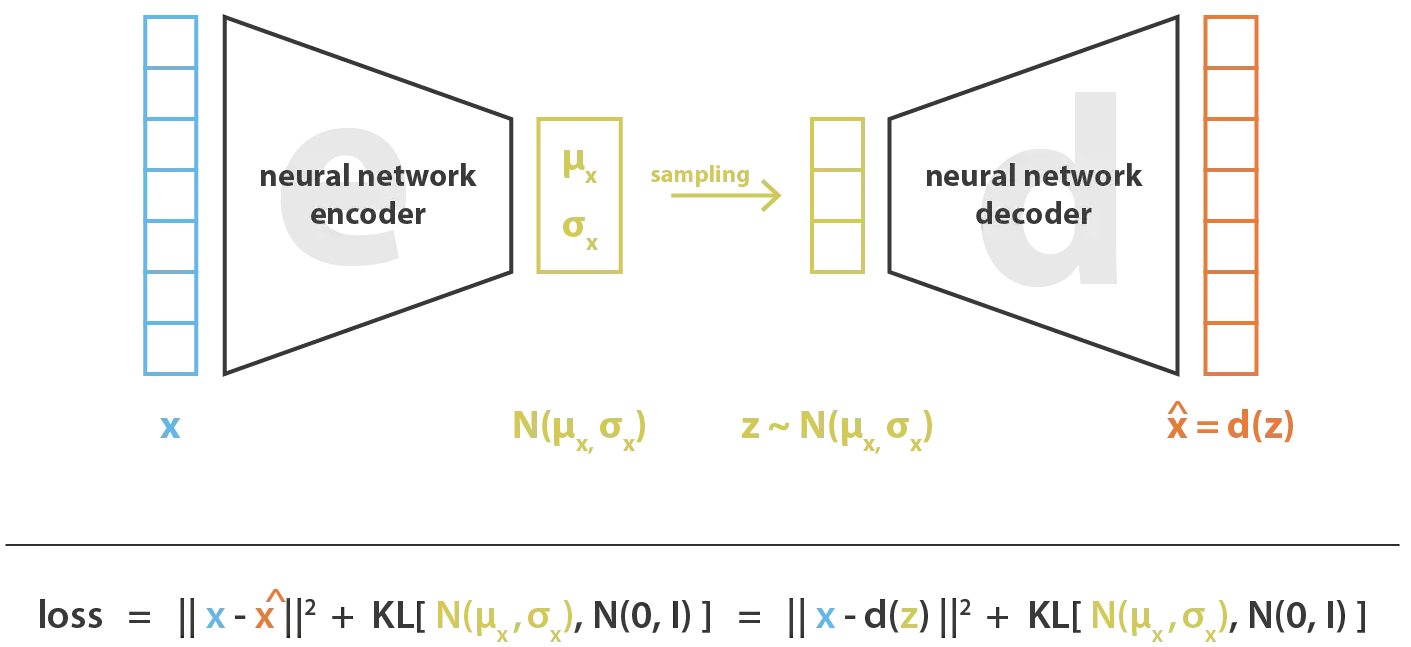 e
neural network
encoder
μx
σx
sampling
d
neural network
decoder
x
N(μx, σx)
z ~ N(μx, σx)
x̂ = d(z)
loss = || x - x̂ ||² + KL[ N(μx, σx), N(0, I) ] = || x - d(z) ||² + KL[ N(μx, σx), N(0, I) ]